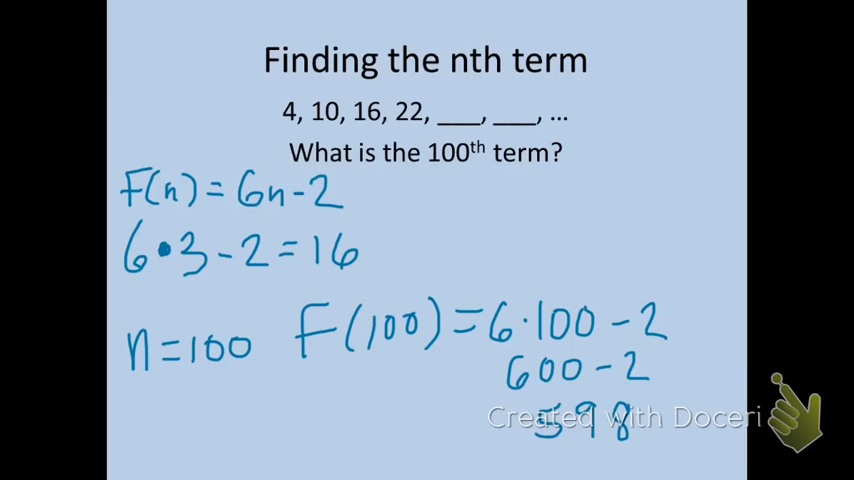 Finding the nth term
4, 10, 16, 22, ___, ___, ...
What is the 100th term?
F(n) = 6n - 2
6 • 3 - 2 = 16
n = 100
F(100) = 6 · 100 - 2
600 - 2
598
Created with Doceri